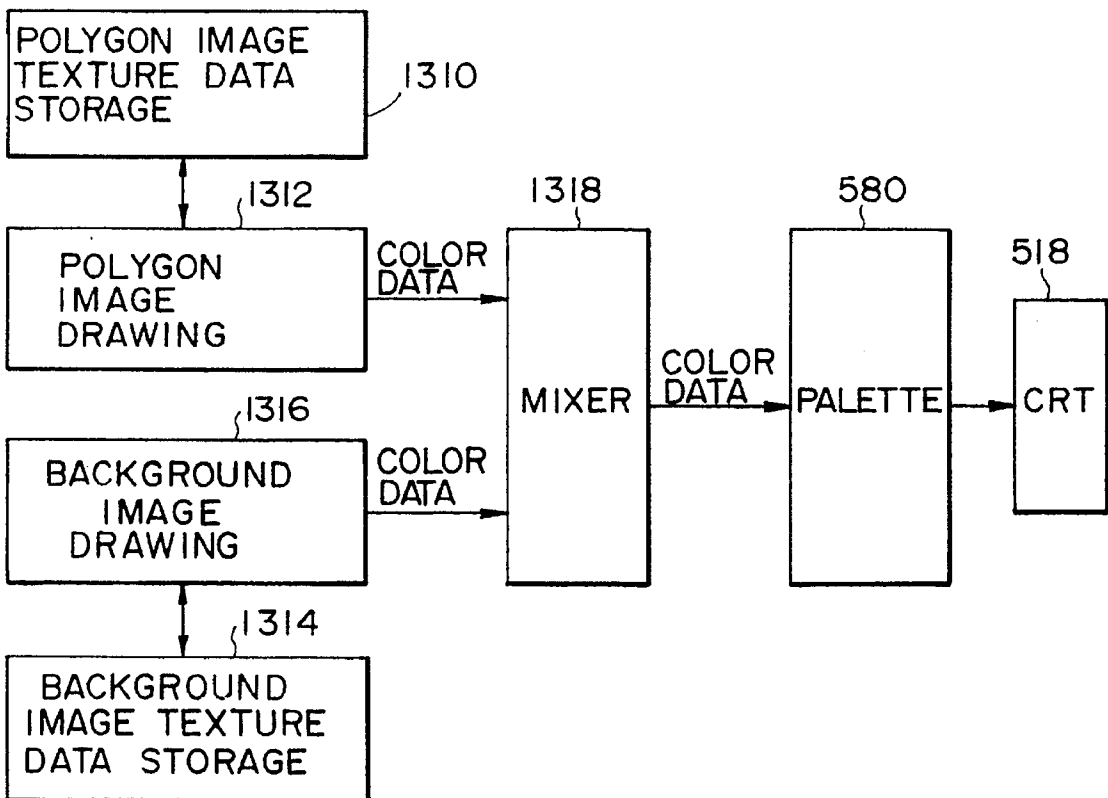 POLYGON IMAGE
TEXTURE DATA
STORAGE
1310
1312
POLYGON
IMAGE
DRAWING
COLOR
DATA
1316
BACKGROUND
IMAGE
DRAWING
COLOR
DATA
1314
BACKGROUND
IMAGE TEXTURE
DATA STORAGE
1318
MIXER
COLOR
DATA
580
PALETTE
518
CRT